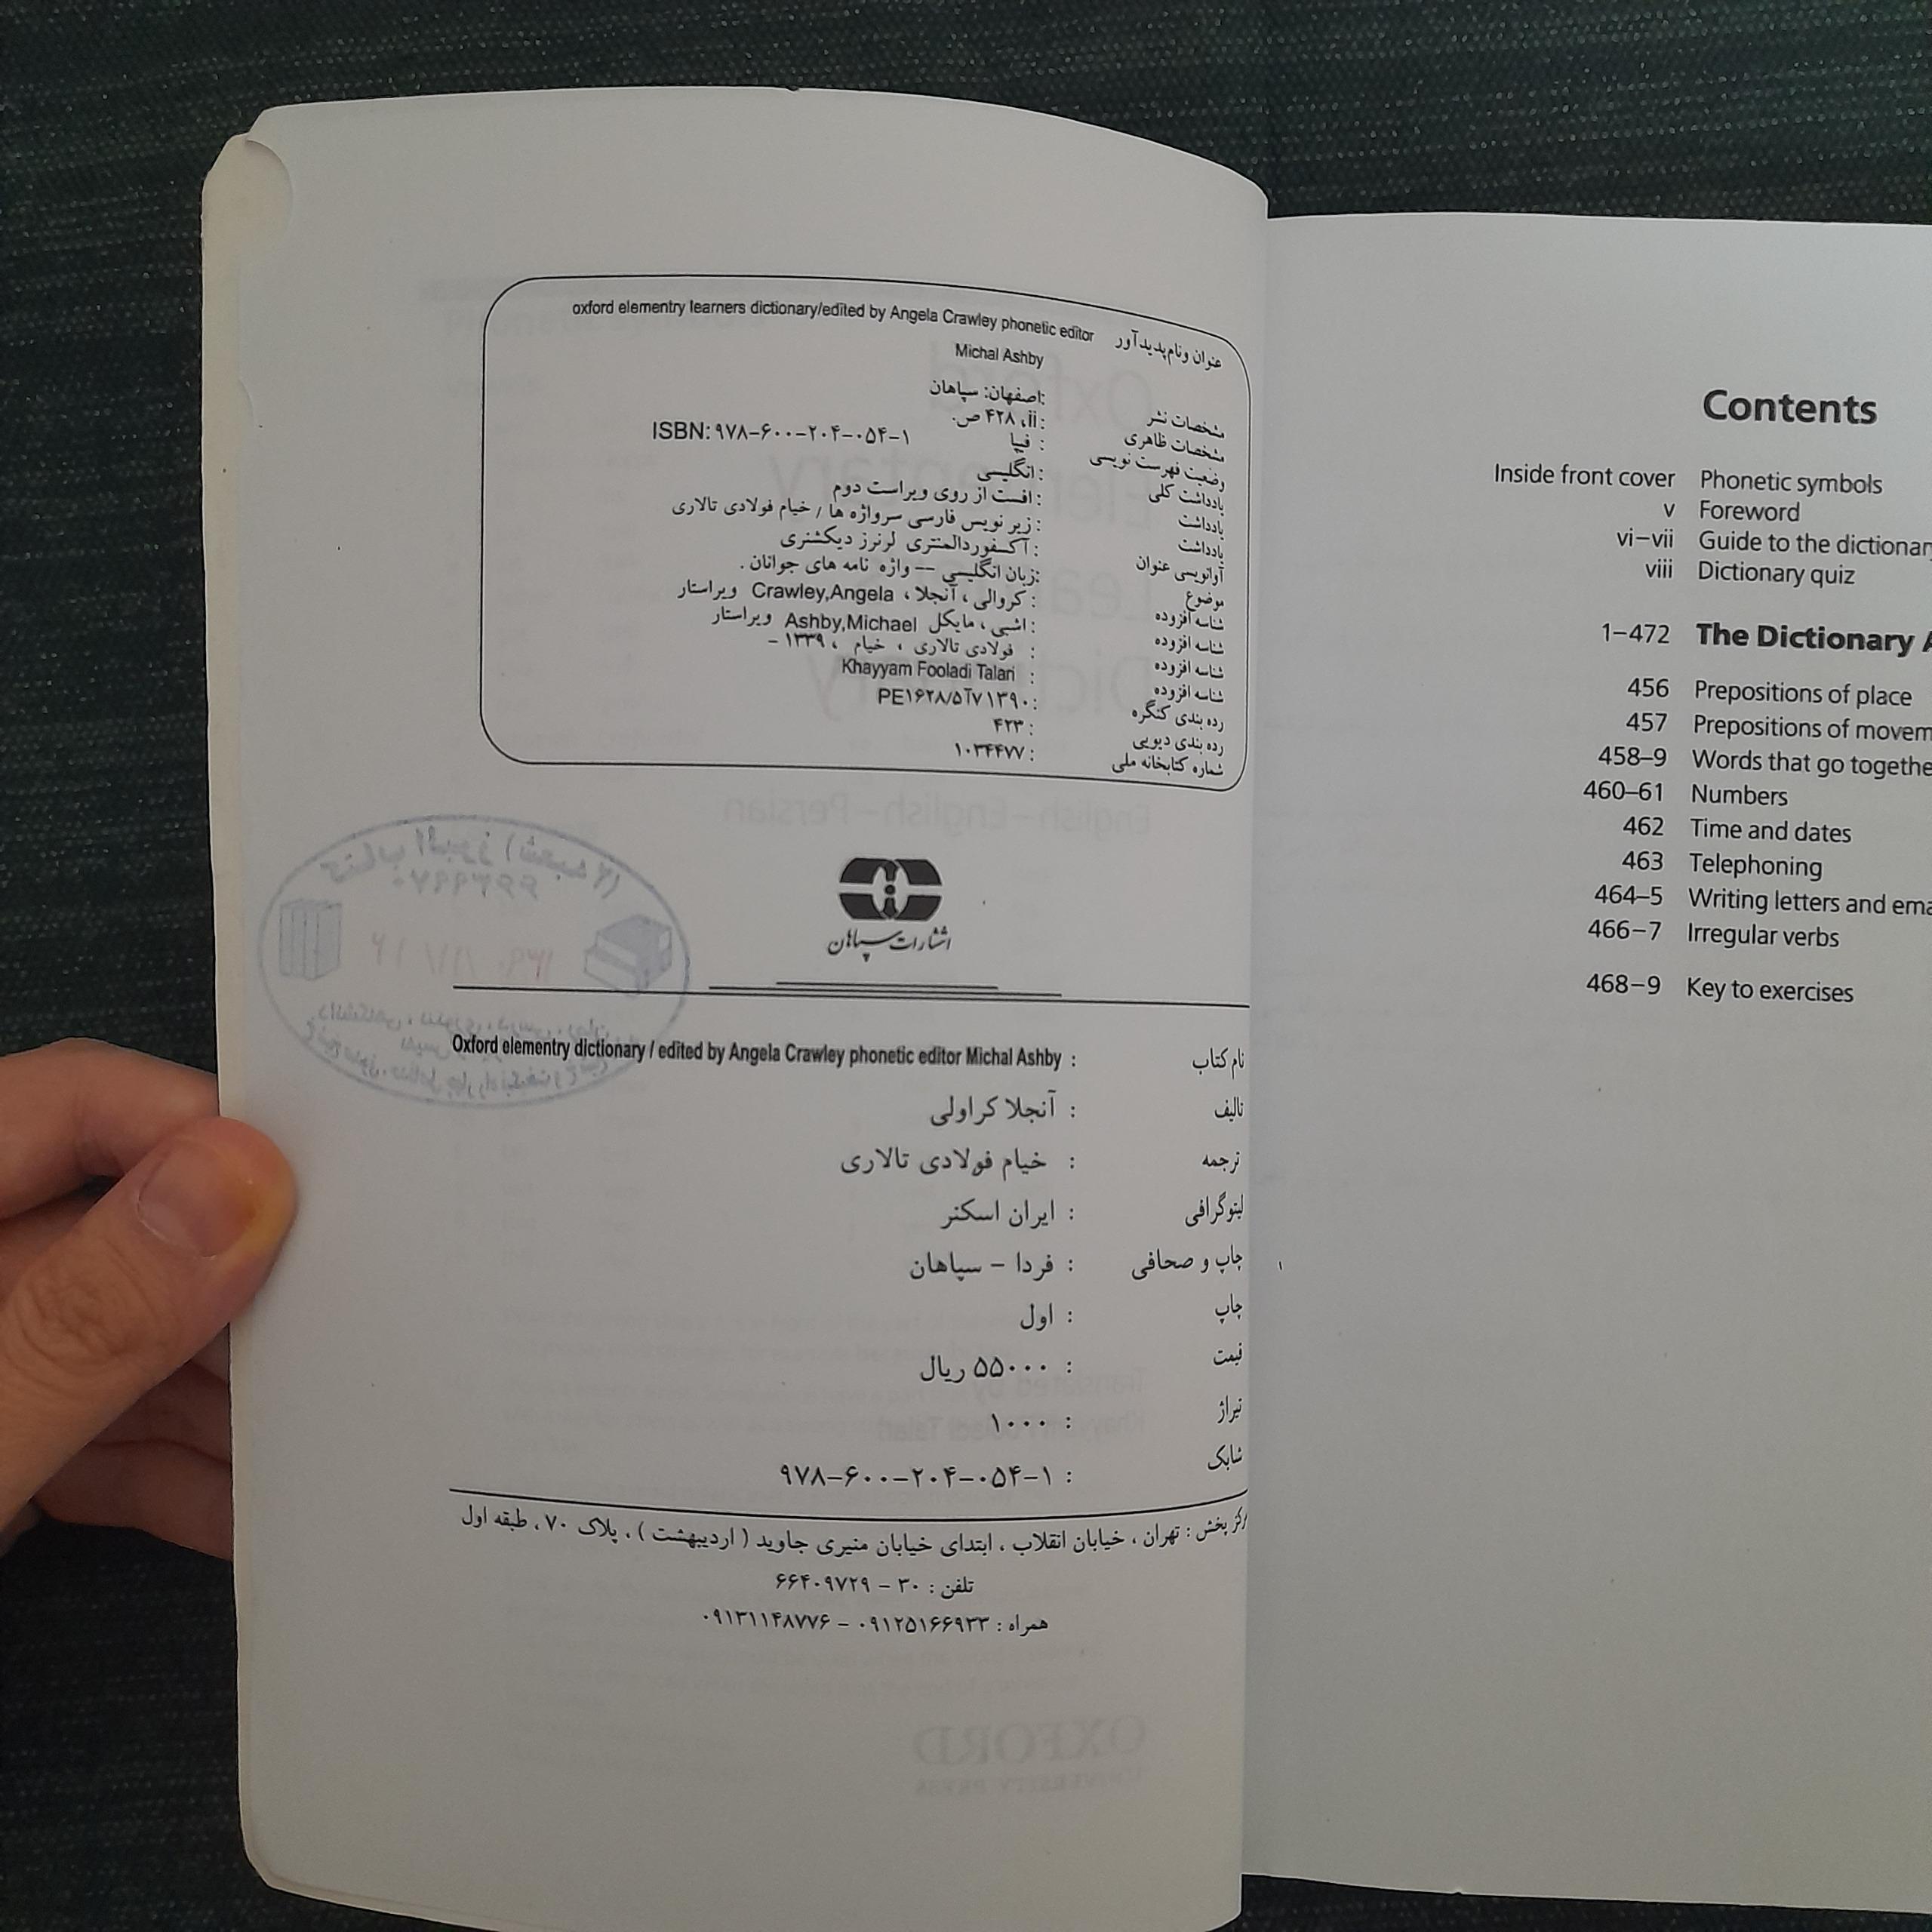 عنوان ونام پدیدآور oxford elementry learners dictionary/edited by Angela Crawley phonetic editor
Michal Ashby
مشخصات نشر :اصفهان: سپاهان
مشخصات ظاهری :ii، ۴۲۸ ص.
وضعیت فهرست نویسی : فیپا ISBN: ۹۷۸-۶۰۰-۲۰۴-۰۵۴-۱
یادداشت کلی :انگلیسی
یادداشت : افست از روی ویراست دوم
یادداشت : زیر نویس فارسی سرواژه ها / خیام فولادی تالاری
آوانویسی عنوان : آکسفوردالمنتری لرنرز دیکشنری
موضوع :زبان انگلیسی -- واژه نامه های جوانان .
شناسه افزوده : کروالی ، آنجلا ، Crawley,Angela ویراستار
شناسه افزوده : اشبی ، مایکل Ashby,Michael ویراستار
شناسه افزوده : فولادی تالاری ، خیام ، ۱۳۳۹ -
شناسه افزوده : Khayyam Fooladi Talari
رده بندی کنگره : PE۱۶۲۸/۵آ۷ ۱۳۹۰
رده بندی دیویی : ۴۲۳
شماره کتابخانه ملی : ۱۰۳۴۴۷۷
انتشارات سپاهان
نام کتاب : Oxford elementry dictionary / edited by Angela Crawley phonetic editor Michal Ashby
تالیف : آنجلا کراولی
ترجمه : خیام فولادی تالاری
لیتوگرافی : ایران اسکنر
چاپ و صحافی : فردا - سپاهان
چاپ : اول
قیمت : ۵۵۰۰۰ ریال
تیراژ : ۱۰۰۰
شابک : ۹۷۸-۶۰۰-۲۰۴-۰۵۴-۱
رکز پخش : تهران ، خیابان انقلاب ، ابتدای خیابان منیری جاوید ( اردیبهشت ) ، پلاک ۷۰ ، طبقه اول
تلفن : ۳۰ - ۶۶۴۰۹۷۲۹
همراه : ۰۹۱۲۵۱۶۶۹۳۳ - ۰۹۱۳۱۱۴۸۷۷۶
Contents
Inside front cover Phonetic symbols
v Foreword
vi-vii Guide to the dictionar
viii Dictionary quiz
1-472 The Dictionary A
456 Prepositions of place
457 Prepositions of movem
458-9 Words that go togethe
460-61 Numbers
462 Time and dates
463 Telephoning
464-5 Writing letters and ema
466-7 Irregular verbs
468-9 Key to exercises